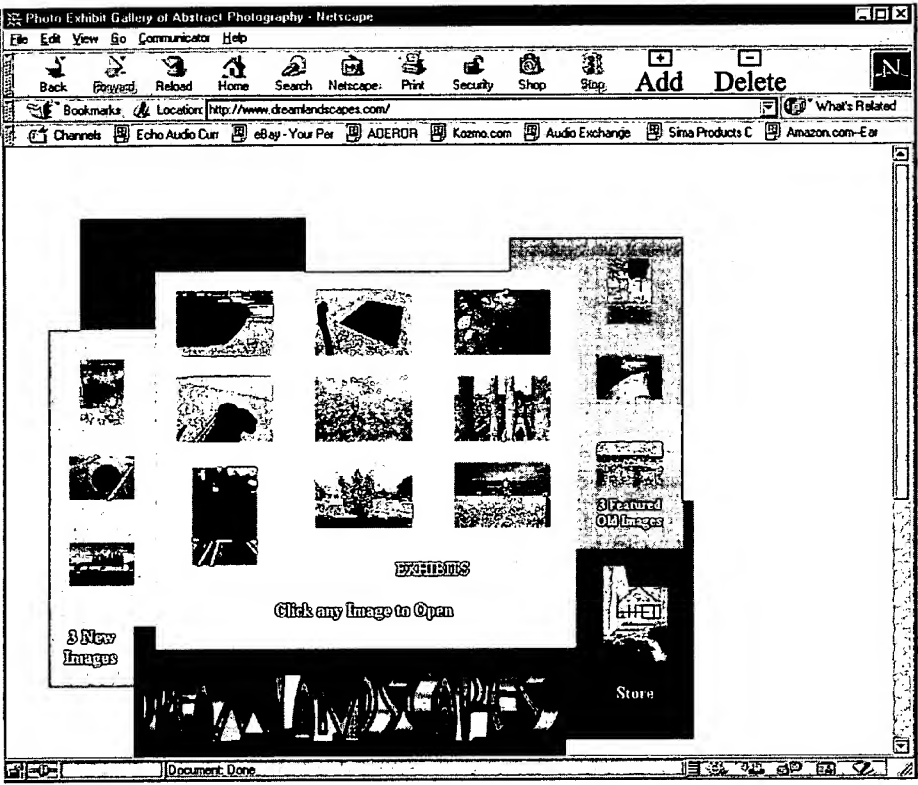 Photo Exhibit Gallery of Abstract Photography - Netscape
File Edit View Go Communicator Help
Back Forward Reload Home Search Netscape Print Security Shop Stop Add Delete
Bookmarks Location: http://www.dreamlandscapes.com/ What's Related
Channels Echo Audio Curr eBay - Your Per ADEROR Kozmo.com Audio Exchange Sima Products C Amazon.com--Ear
3 Featured
Old Images
EXHIBITS
Click any Image to Open
3 New
Images
Store
Document: Done